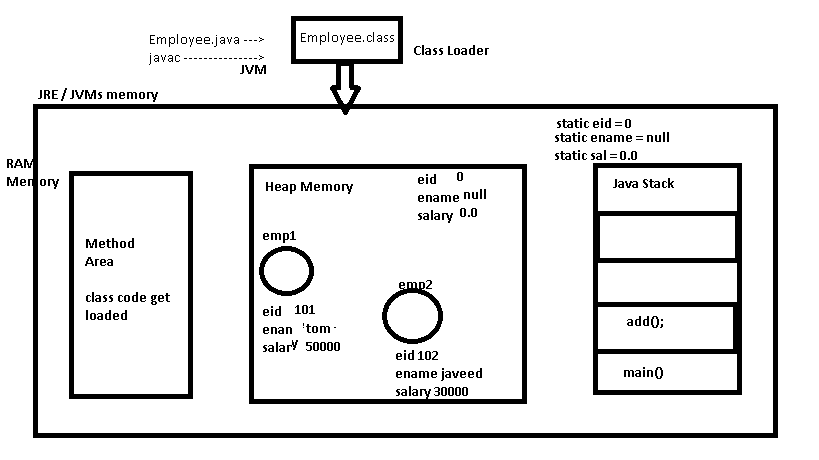 Employee.java --->
javac --------------->
JVM
Employee.class
Class Loader
JRE / JVMs memory
RAM
Memory
static eid = 0
static ename = null
static sal = 0.0
Method
Area
class code get
loaded
Heap Memory
eid 0
ename null
salary 0.0
emp1
eid 101
enan 'tom
salary 50000
emp2
eid 102
ename javeed
salary 30000
Java Stack
add();
main()